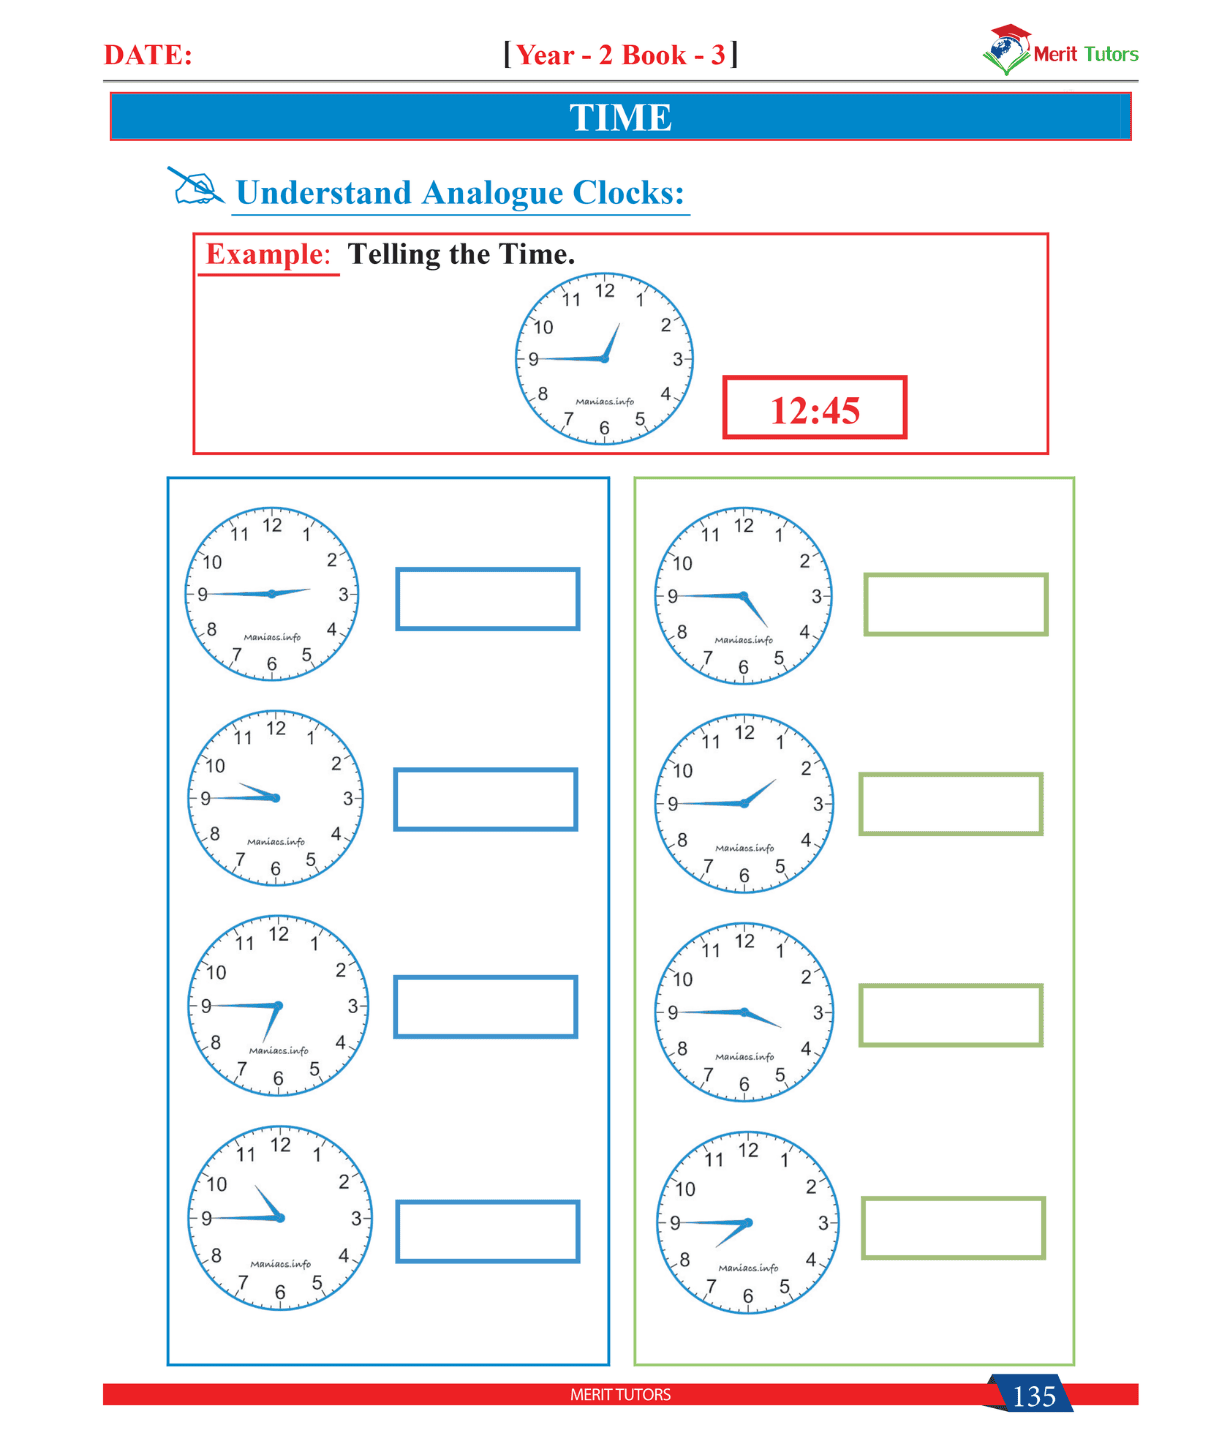 DATE:
[Year - 2 Book - 3]
Merit Tutors
TIME
Understand Analogue Clocks:
Example: Telling the Time.
12 1 2 3 4 5 6 7 8 9 10 11
Maniacs.info
12:45
12 1 2 3 4 5 6 7 8 9 10 11
Maniacs.info
12 1 2 3 4 5 6 7 8 9 10 11
Maniacs.info
12 1 2 3 4 5 6 7 8 9 10 11
Maniacs.info
12 1 2 3 4 5 6 7 8 9 10 11
Maniacs.info
12 1 2 3 4 5 6 7 8 9 10 11
Maniacs.info
12 1 2 3 4 5 6 7 8 9 10 11
Maniacs.info
12 1 2 3 4 5 6 7 8 9 10 11
Maniacs.info
12 1 2 3 4 5 6 7 8 9 10 11
Maniacs.info
MERIT TUTORS
135